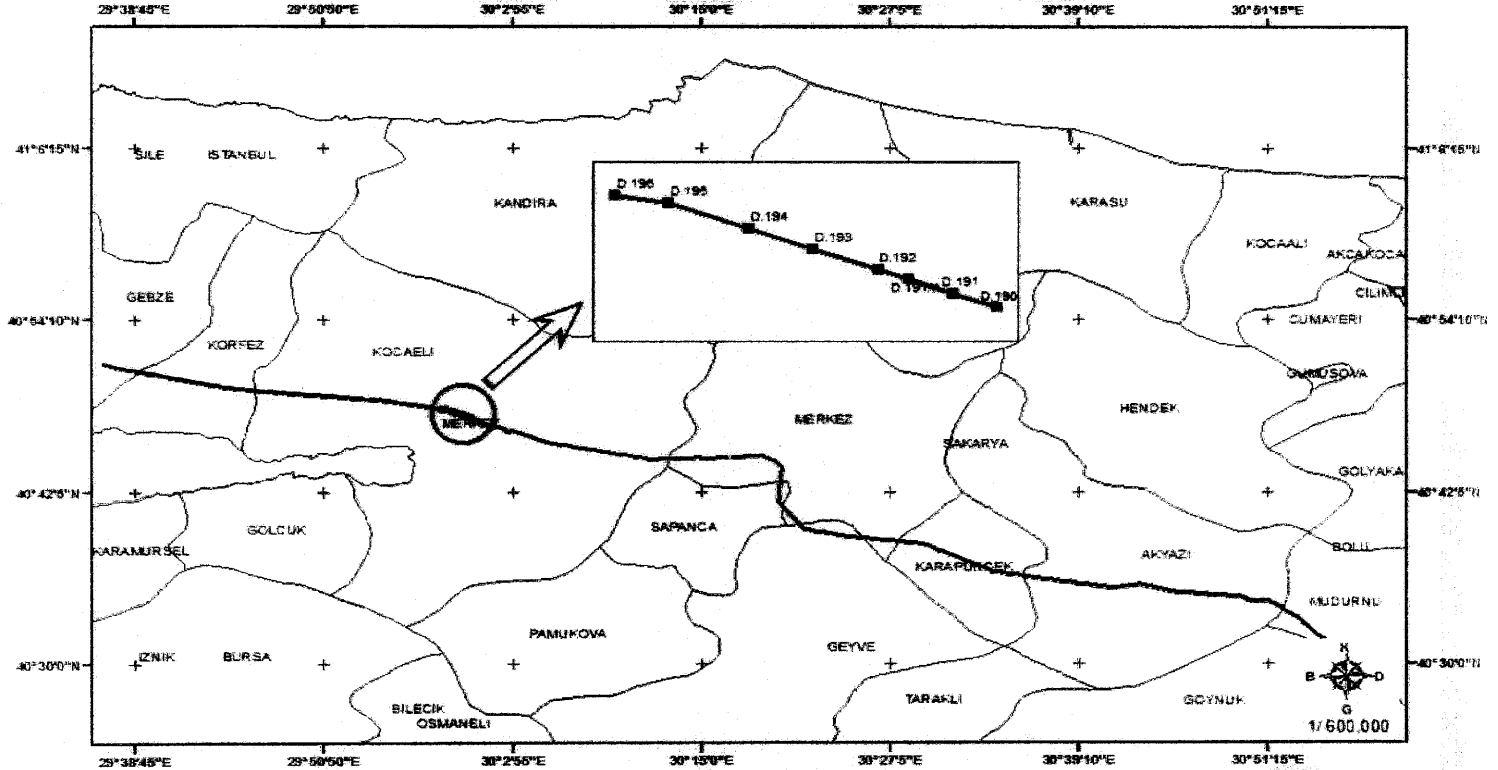 29°38'45"E 29°50'50"E 30°2'55"E 30°15'0"E 30°27'5"E 30°39'10"E 30°51'15"E
41°6'15"N 41°6'15"N
SILE ISTANBUL
D.196 D.195
KANDIRA KARASU
D.194
D.193
D.192
D.191
D.190
KOCAALI
AKCAKOCA
CILIMLI
GEBZE
40°54'10"N 40°54'10"N
CUMAYERI
KORFEZ KOCAELI
GUMUSOVA
MERKEZ HENDEK
MERKEZ
SAKARYA
GOLYAKA
40°42'5"N 40°42'5"N
GOLCUK SAPANCA
KARAMURSEL AKYAZI BOLU
KARAPURCEK
MUDURNU
PAMUKOVA
GEYVE
40°30'0"N IZNIK BURSA 40°30'0"N
K
B D
G
TARAKLI GOYNUK
BILECIK
OSMANELI
1/600,000
29°38'45"E 29°50'50"E 30°2'55"E 30°15'0"E 30°27'5"E 30°39'10"E 30°51'15"E